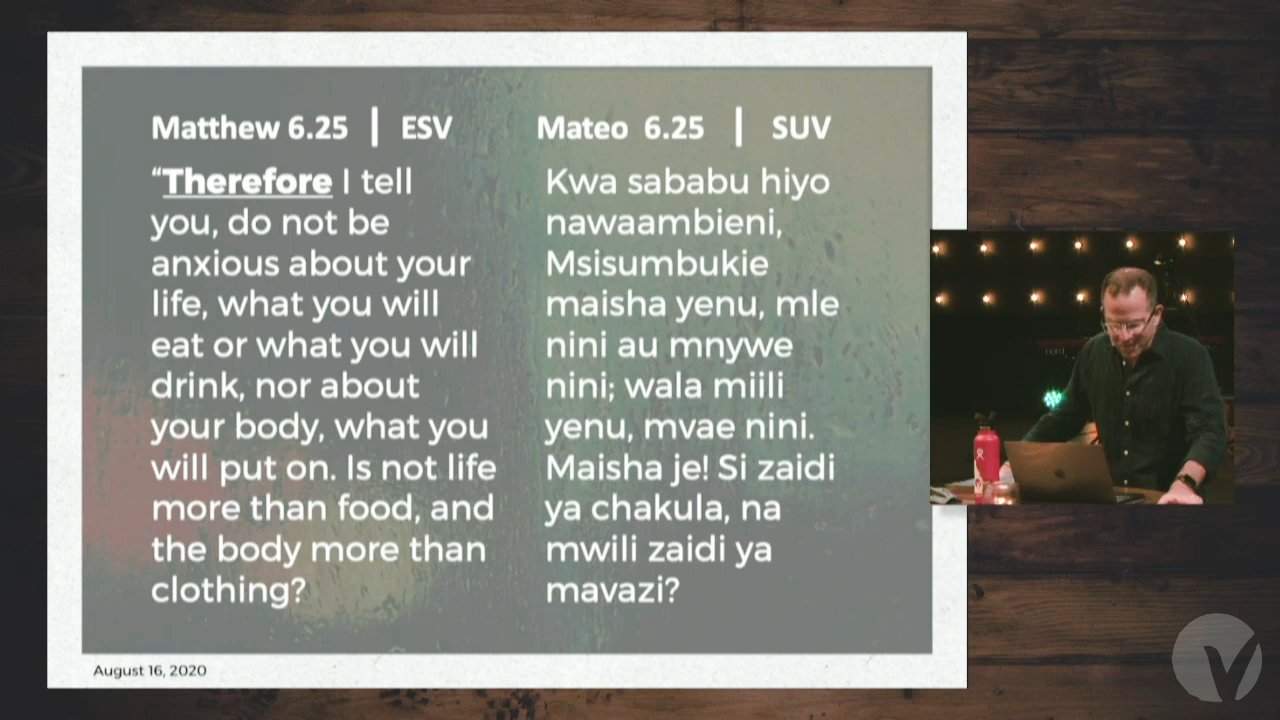 Matthew 6.25 | ESV
“Therefore I tell
you, do not be
anxious about your
life, what you will
eat or what you will
drink, nor about
your body, what you
will put on. Is not life
more than food, and
the body more than
clothing?
Mateo 6.25 | SUV
Kwa sababu hiyo
nawaambieni,
Msisumbukie
maisha yenu, mle
nini au mnywe
nini; wala miili
yenu, mvae nini.
Maisha je! Si zaidi
ya chakula, na
mwili zaidi ya
mavazi?
August 16, 2020
nord